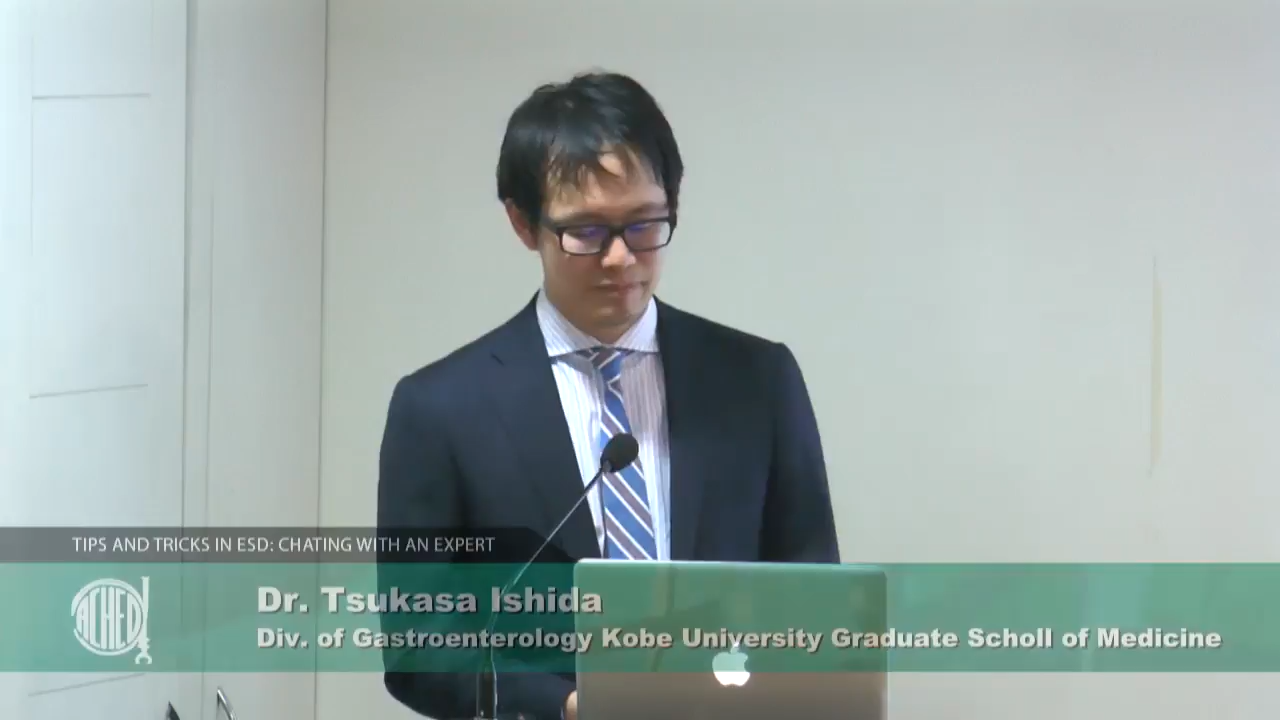 TIPS AND TRICKS IN ESD: CHATING WITH AN EXPERT
ACHED
Dr. Tsukasa Ishida
Div. of Gastroenterology Kobe University Graduate Scholl of Medicine